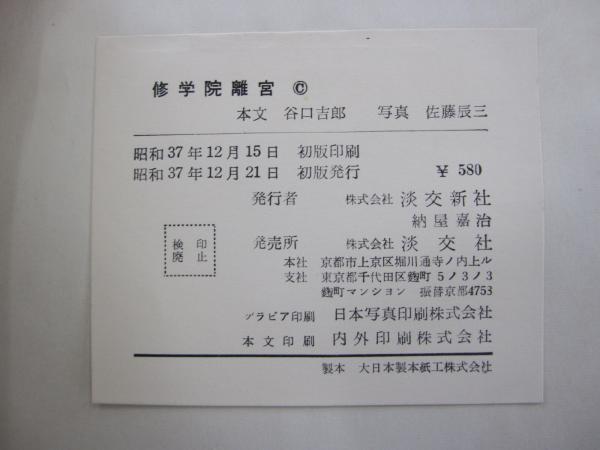 修学院離宮 ©
本文 谷口吉郎 写真 佐藤辰三
昭和37年12月15日 初版印刷
昭和37年12月21日 初版発行 ¥ 580
発行者 株式会社 淡交新社
納屋嘉治
検印
廃止
発売所 株式会社 淡交社
本社 京都市上京区堀川通寺ノ内上ル
支社 東京都千代田区麹町5ノ3ノ3
麹町マンション 振替京都4753
グラビア印刷 日本写真印刷株式会社
本文印刷 内外印刷株式会社
製本 大日本製本紙工株式会社